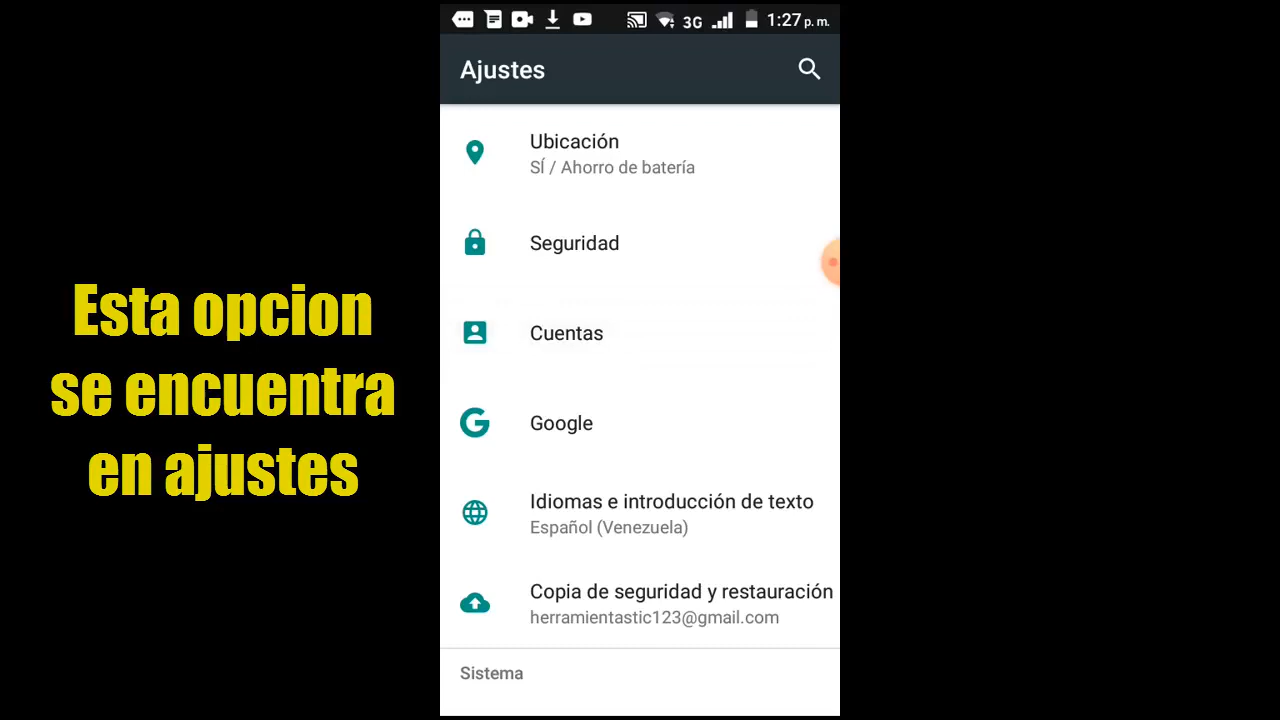 3G
1:27 p. m.
Ajustes
Ubicación
SÍ / Ahorro de batería
Seguridad
Cuentas
Google
Idiomas e introducción de texto
Español (Venezuela)
Copia de seguridad y restauración
herramientastic123@gmail.com
Sistema
Esta opcion
se encuentra
en ajustes